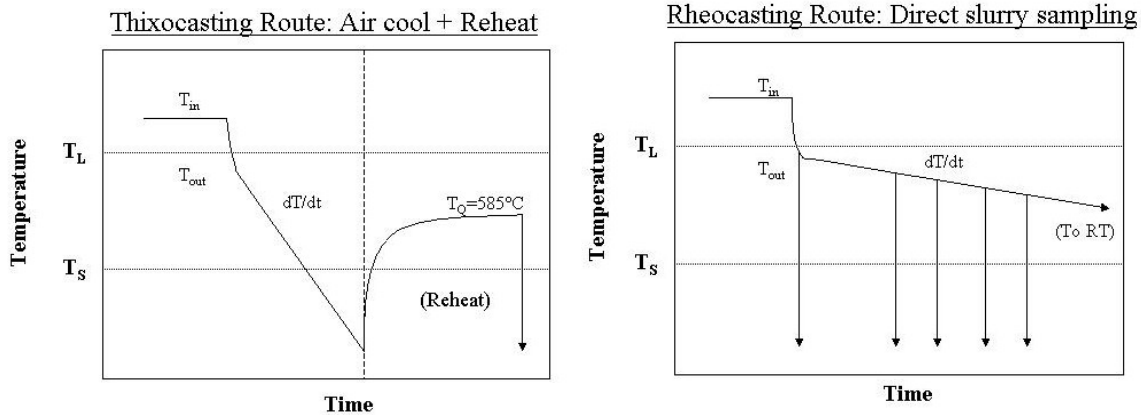 Thixocasting Route: Air cool + Reheat
T_in
T_L
T_out
dT/dt
T_Q=585°C
T_S
(Reheat)
Temperature
Time
Rheocasting Route: Direct slurry sampling
T_in
T_L
T_out
dT/dt
(To RT)
T_S
Temperature
Time